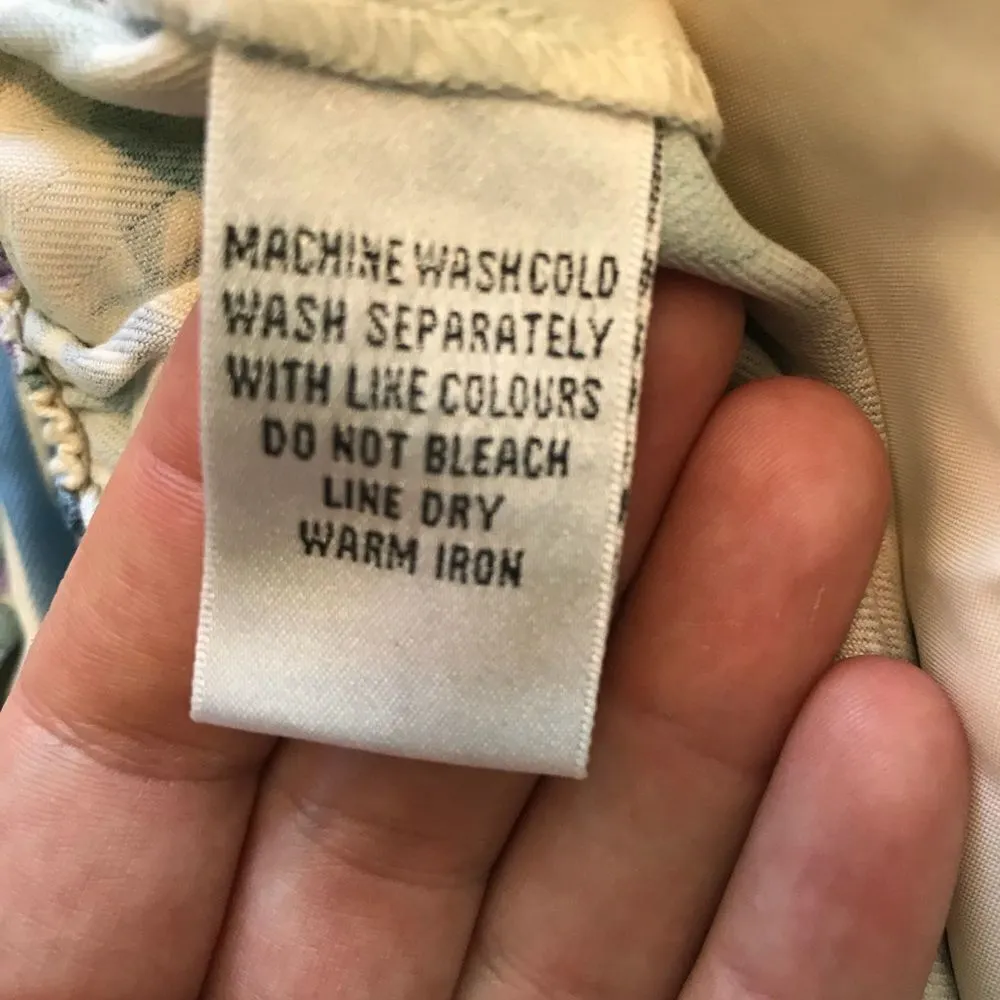 MACHINE WASH COLD
WASH SEPARATELY
WITH LIKE COLOURS
DO NOT BLEACH
LINE DRY
WARM IRON